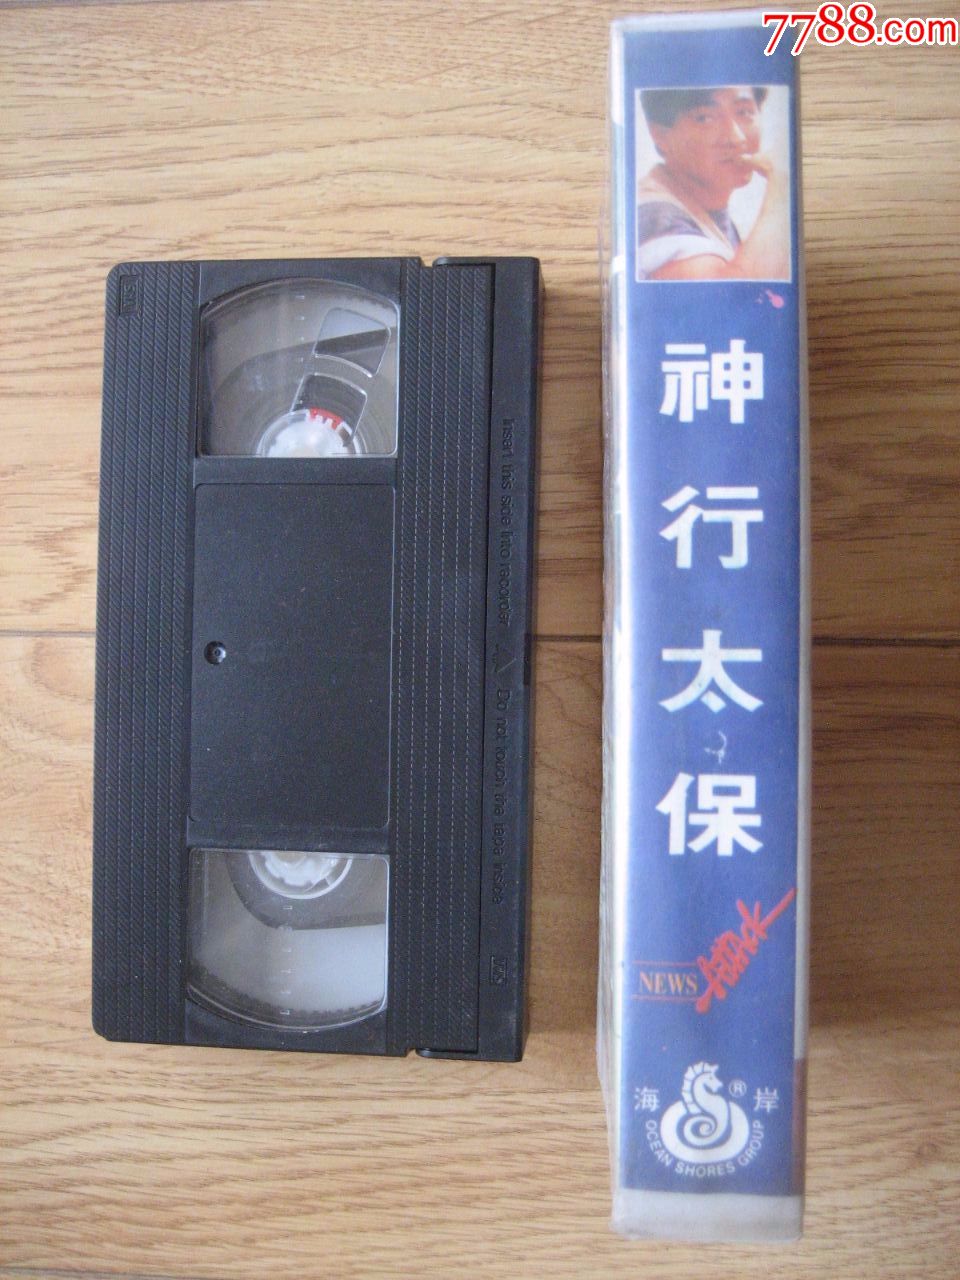 7788.com
Insert this side into recorder
Do not touch the tape inside
VHS
神行太保
NEWS
海岸
®
OCEAN SHORES GROUP